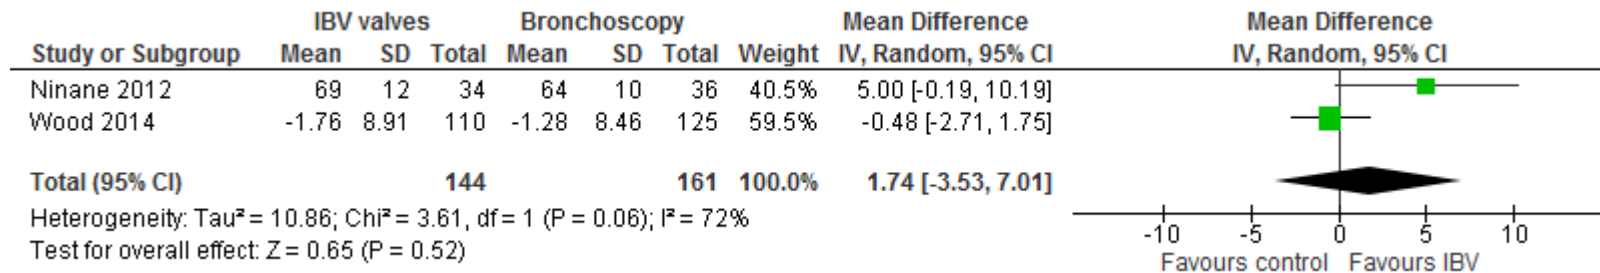 IBV valves Bronchoscopy Mean Difference Mean Difference
Study or Subgroup Mean SD Total Mean SD Total Weight IV, Random, 95% CI IV, Random, 95% CI
Ninane 2012 69 12 34 64 10 36 40.5% 5.00 [-0.19, 10.19]
Wood 2014 -1.76 8.91 110 -1.28 8.46 125 59.5% -0.48 [-2.71, 1.75]
Total (95% CI) 144 161 100.0% 1.74 [-3.53, 7.01]
Heterogeneity: Tau² = 10.86; Chi² = 3.61, df = 1 (P = 0.06); I² = 72%
Test for overall effect: Z = 0.65 (P = 0.52)
-10 -5 0 5 10
Favours control Favours IBV